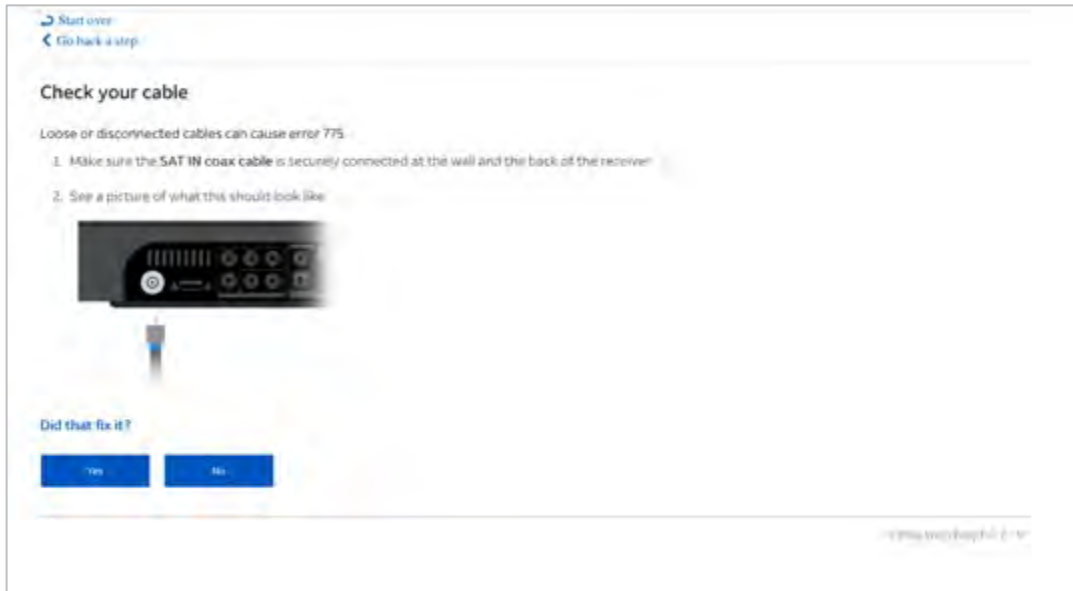 Start over
Go back a step
Check your cable
Loose or disconnected cables can cause error 775
1. Make sure the SAT IN coax cable is securely connected at the wall and the back of the receiver
2. See a picture of what this should look like
Did that fix it?
Yes
No